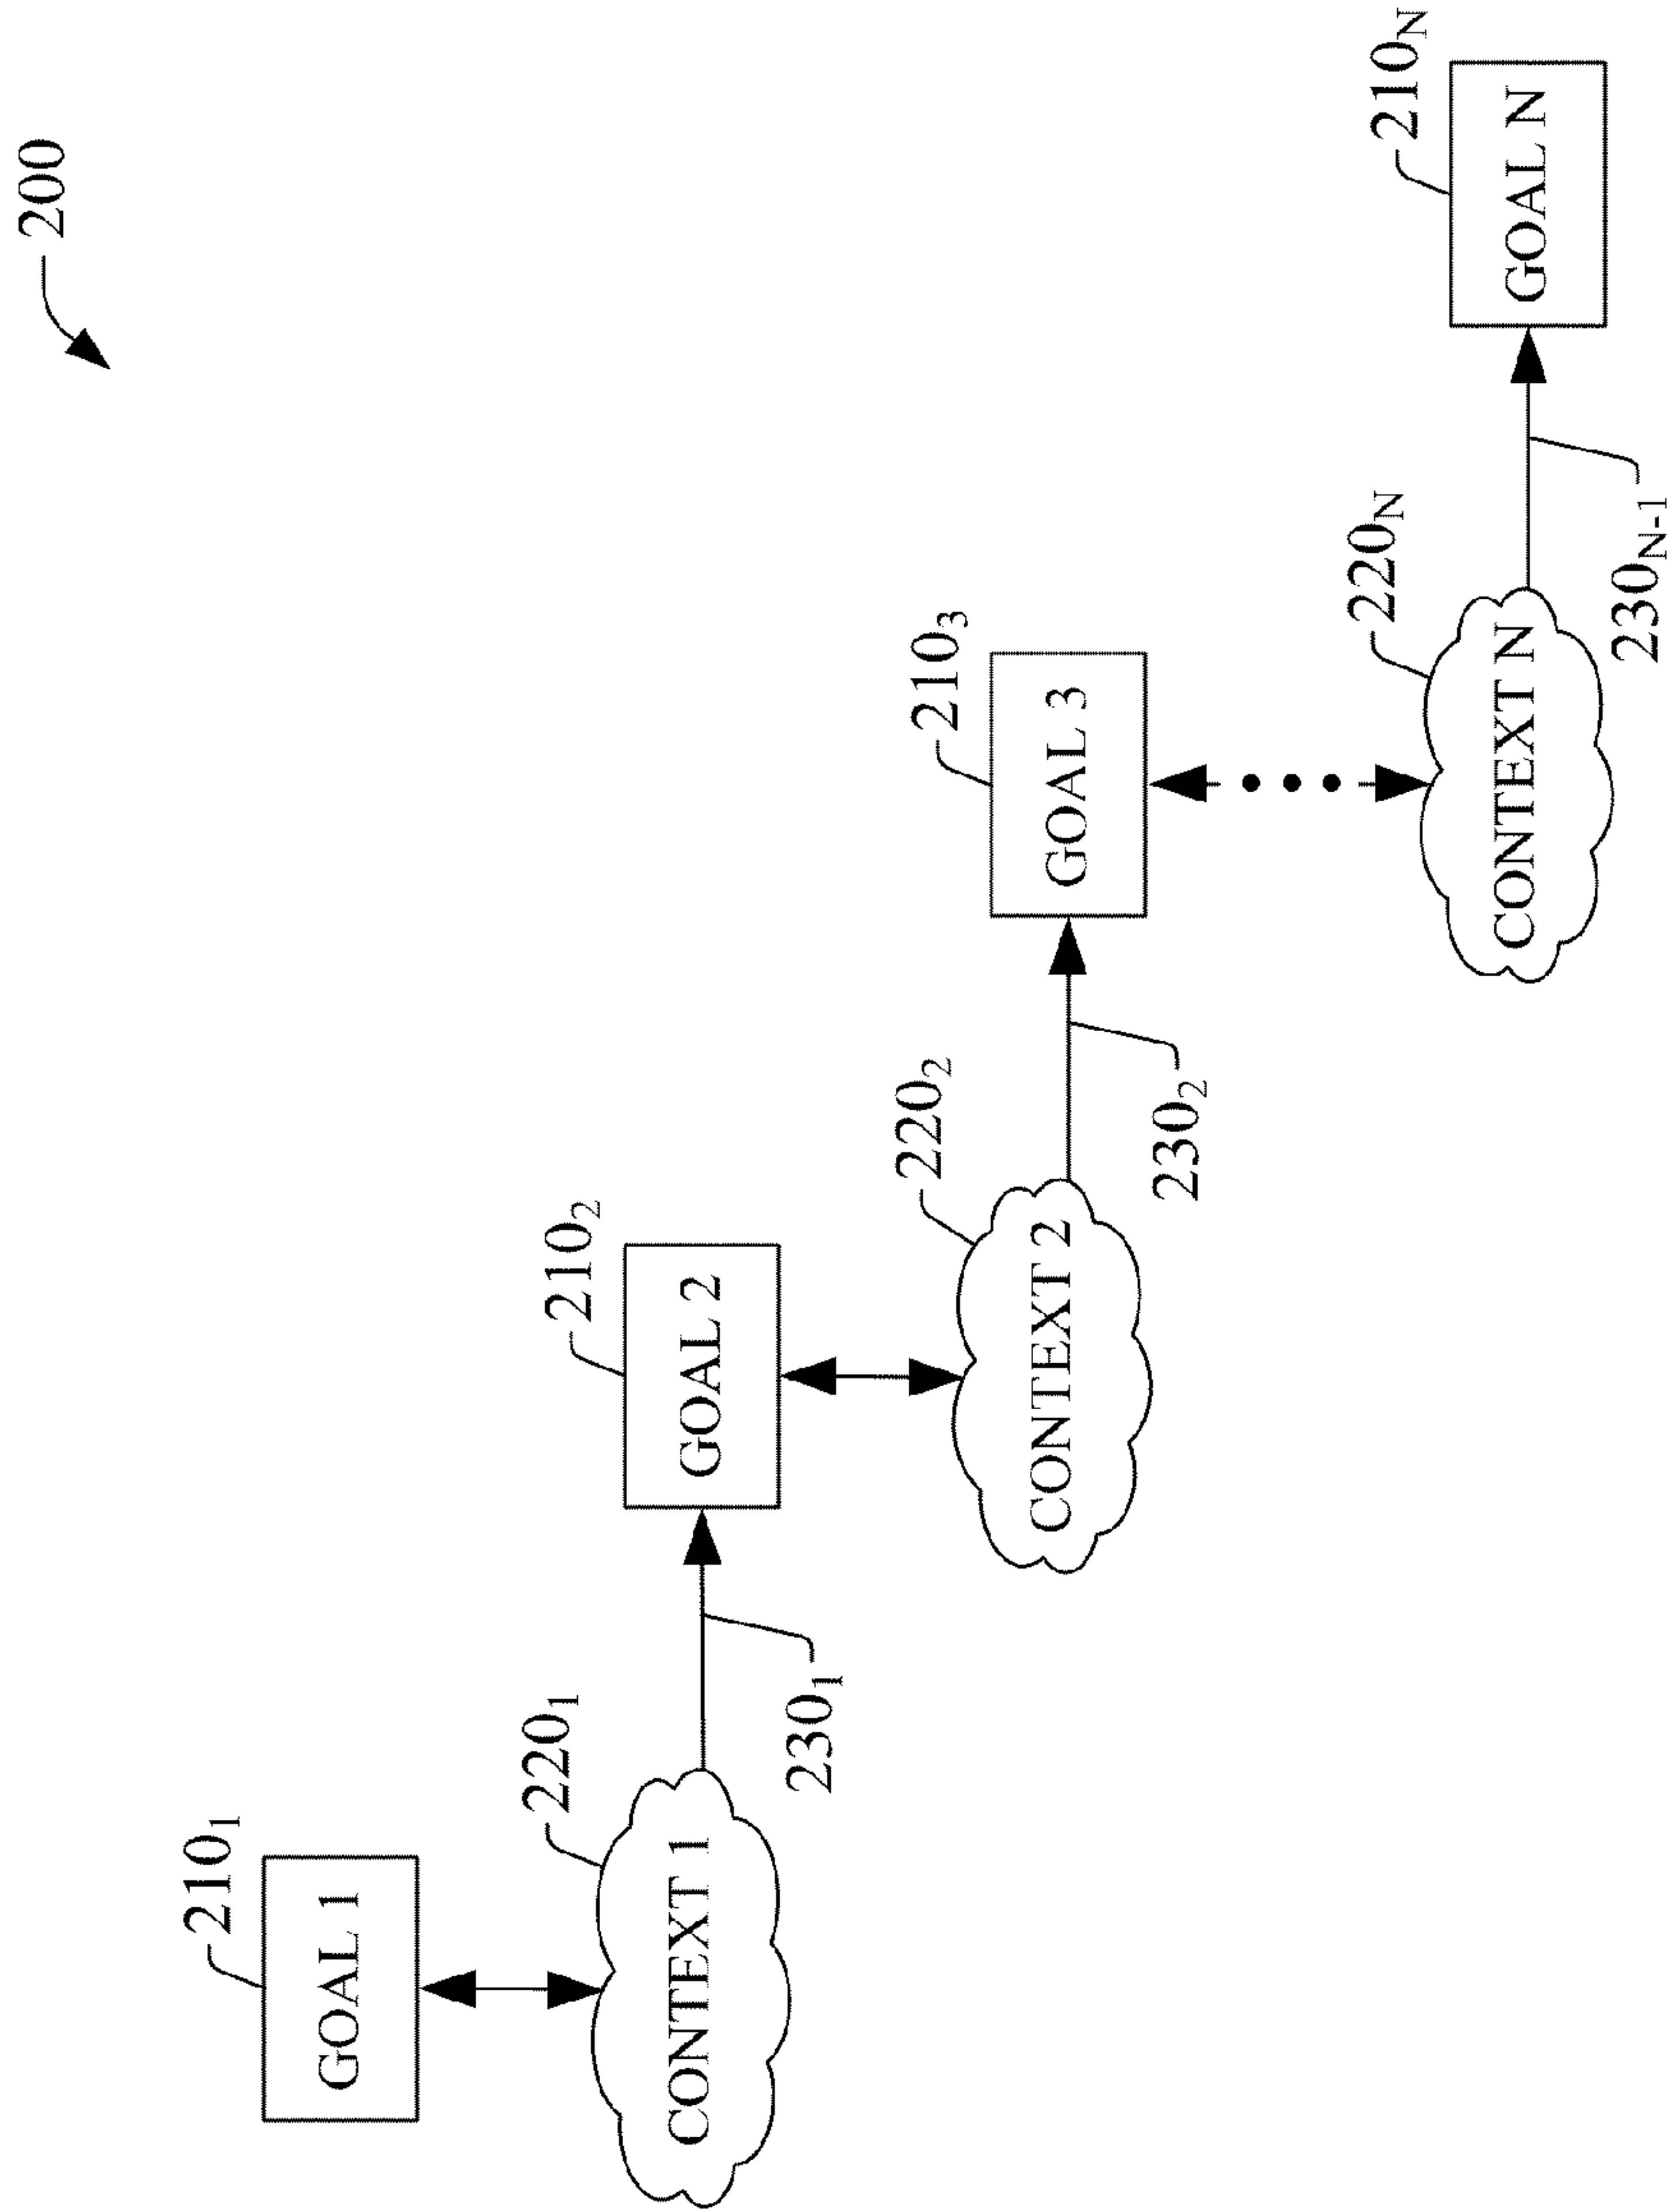 200
210₁
GOAL 1
220₁
CONTEXT 1
230₁
210₂
GOAL 2
220₂
CONTEXT 2
230₂
210₃
GOAL 3
220N
CONTEXT N
230N-1
210N
GOAL N